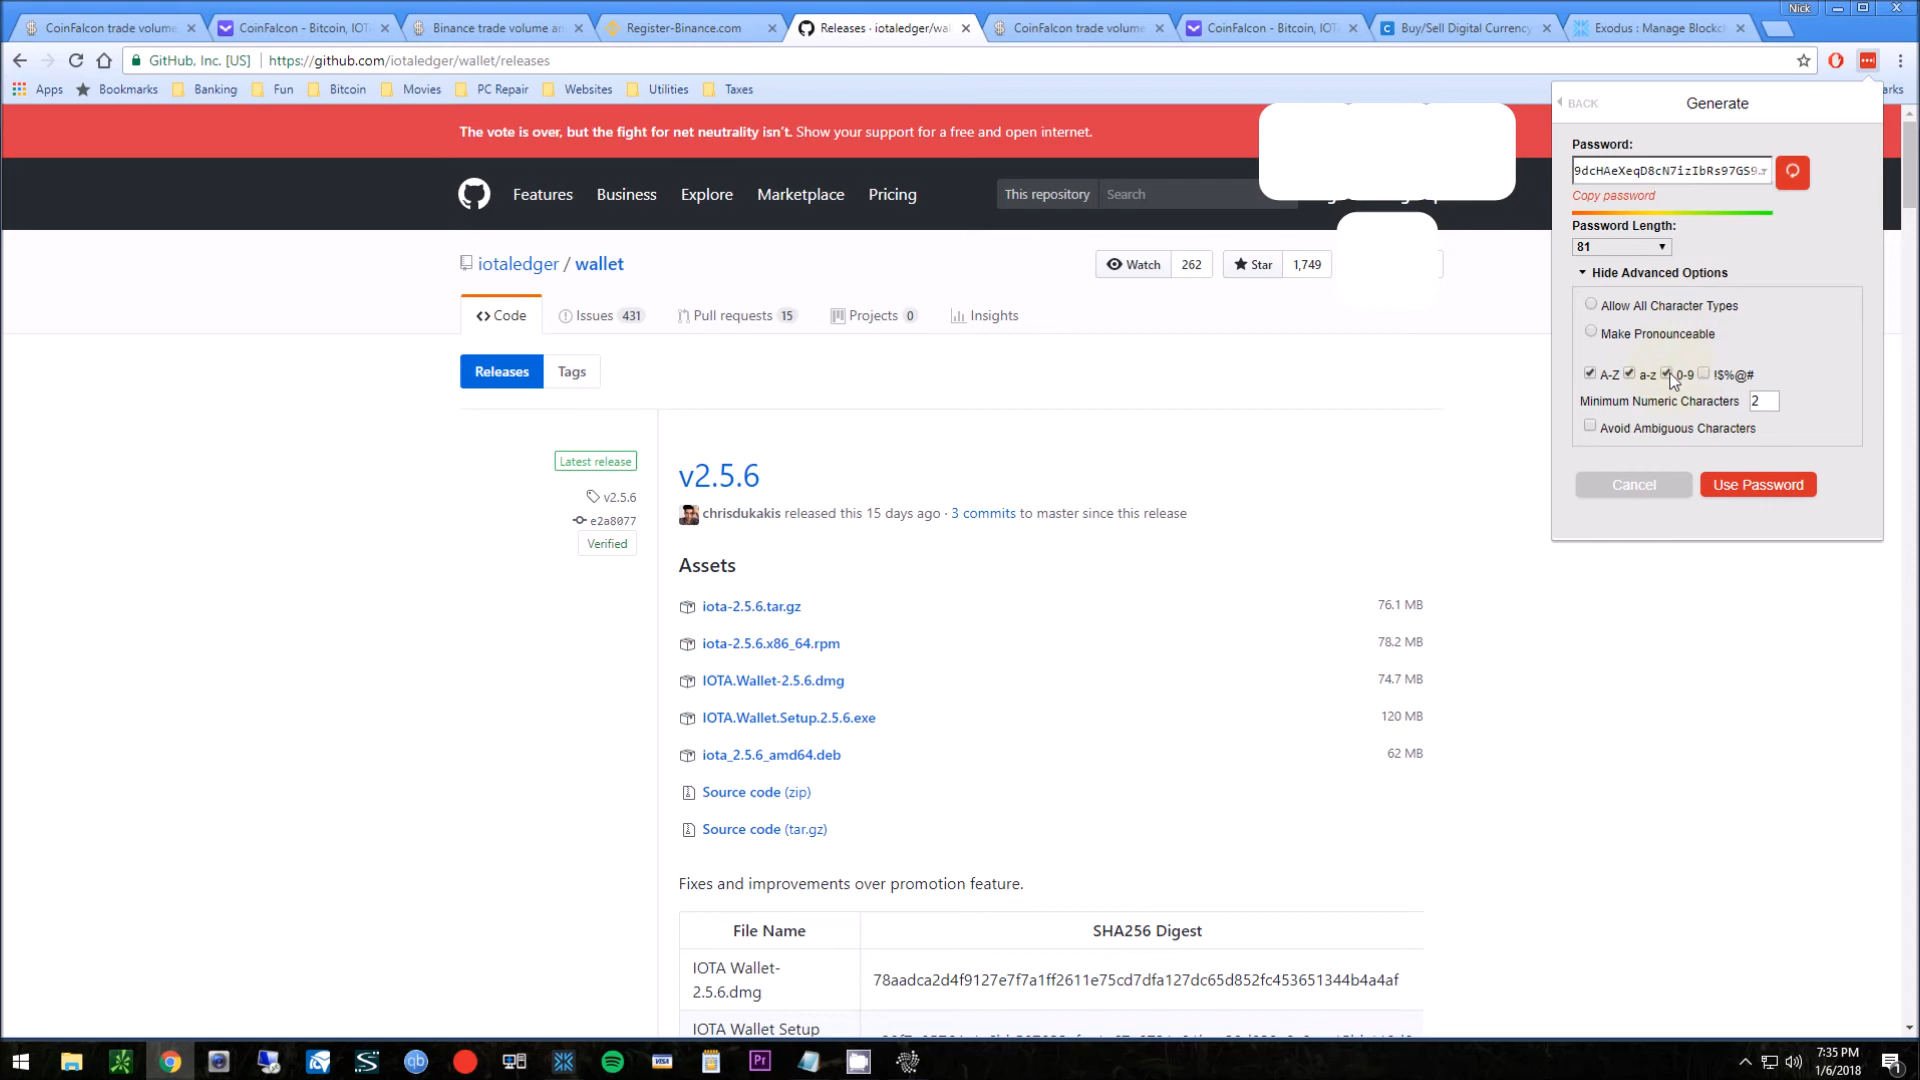 Nick
CoinFalcon trade volume
CoinFalcon - Bitcoin, IOT
Binance trade volume an
Register-Binance.com
Releases · iotaledger/wal
CoinFalcon trade volume
CoinFalcon - Bitcoin, IOT
Buy/Sell Digital Currency
Exodus : Manage Blockc
GitHub, Inc. [US] https://github.com/iotaledger/wallet/releases
Apps Bookmarks Banking Fun Bitcoin Movies PC Repair Websites Utilities Taxes arks
The vote is over, but the fight for net neutrality isn't. Show your support for a free and open internet.
Features Business Explore Marketplace Pricing This repository Search
iotaledger / wallet
Watch 262 Star 1,749
Code Issues 431 Pull requests 15 Projects 0 Insights
Releases Tags
Latest release
v2.5.6
e2a8077
Verified
v2.5.6
chrisdukakis released this 15 days ago · 3 commits to master since this release
Assets
iota-2.5.6.tar.gz 76.1 MB
iota-2.5.6.x86_64.rpm 78.2 MB
IOTA.Wallet-2.5.6.dmg 74.7 MB
IOTA.Wallet.Setup.2.5.6.exe 120 MB
iota_2.5.6_amd64.deb 62 MB
Source code (zip)
Source code (tar.gz)
Fixes and improvements over promotion feature.
File Name SHA256 Digest
IOTA Wallet-
2.5.6.dmg
78aadca2d4f9127e7f7a1ff2611e75cd7dfa127dc65d852fc453651344b4a4af
IOTA Wallet Setup
BACK Generate
Password:
9dcHAeXeqD8cN7izIbRs97GS9
Copy password
Password Length:
81
Hide Advanced Options
Allow All Character Types
Make Pronounceable
A-Z a-z 0-9 !$%@#
Minimum Numeric Characters 2
Avoid Ambiguous Characters
Cancel Use Password
qb VISA Pr
7:35 PM
1/6/2018
1